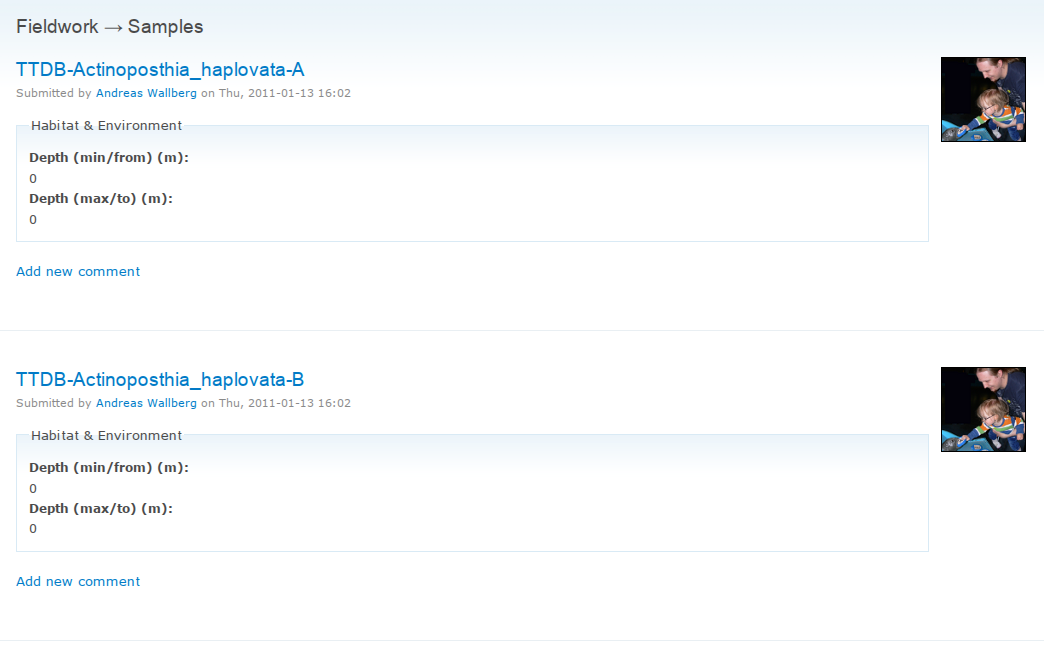 Fieldwork → Samples
TTDB-Actinoposthia_haplovata-A
Submitted by Andreas Wallberg on Thu, 2011-01-13 16:02
Habitat & Environment
Depth (min/from) (m):
0
Depth (max/to) (m):
0
Add new comment
TTDB-Actinoposthia_haplovata-B
Submitted by Andreas Wallberg on Thu, 2011-01-13 16:02
Habitat & Environment
Depth (min/from) (m):
0
Depth (max/to) (m):
0
Add new comment